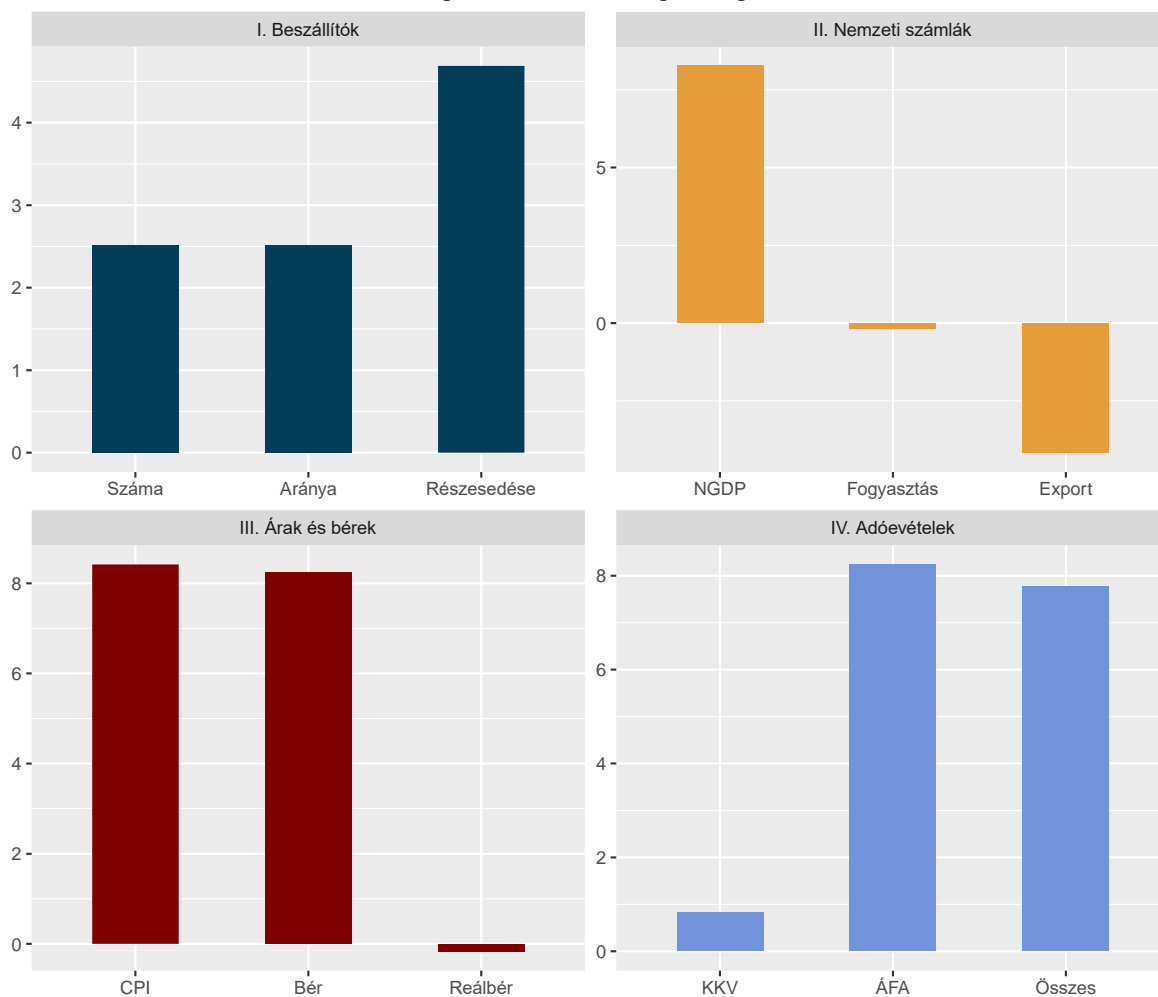 I. Beszállítók
II. Nemzeti számlák
4
3
2
1
0
5
0
Száma Aránya Részesedése
NGDP Fogyasztás Export
III. Árak és bérek
IV. Adóevételek
8
6
4
2
0
8
6
4
2
0
CPI Bér Reálbér
KKV ÁFA Összes